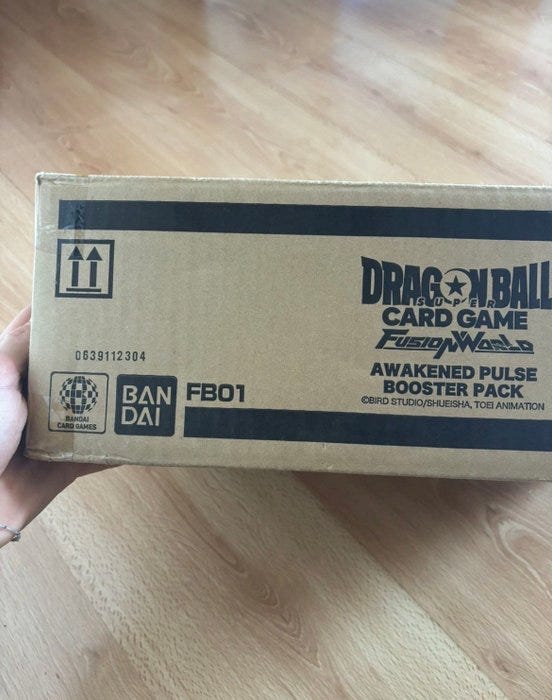 DRAGON BALL
SUPER
CARD GAME
FUSION WORLD
AWAKENED PULSE
BOOSTER PACK
©BIRD STUDIO/SHUEISHA, TOEI ANIMATION
0639112304
BANDAI
CARD GAMES
BAN
DAI
FB01